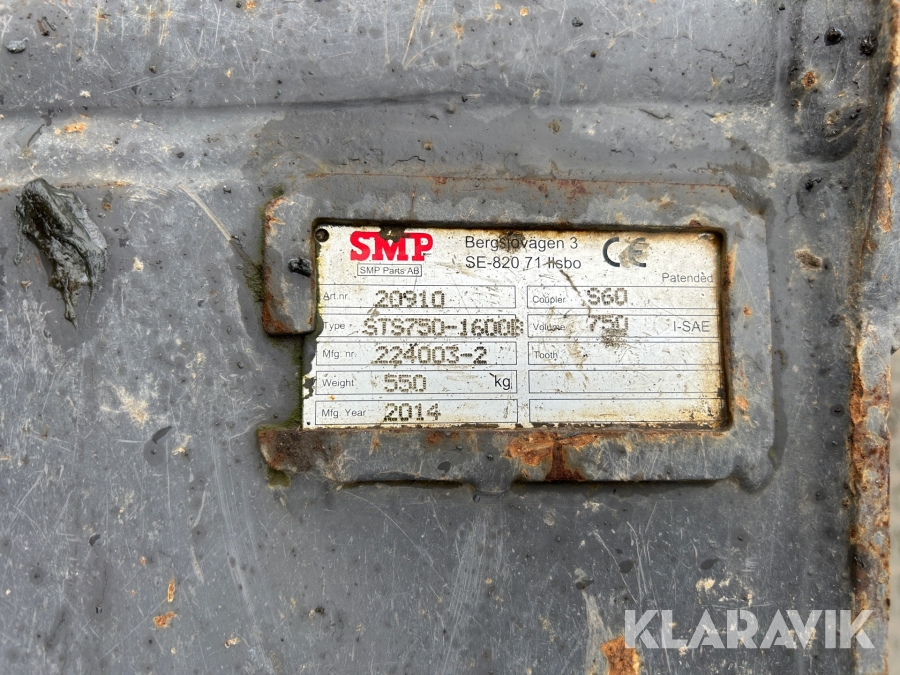 SMP
SMP Parts AB
Bergsjövägen 3
SE-820 71 Ilsbo
CE
Patended
Art.nr. 20910
Coupler S60
Type STS750-1600B
Volume 750 l-SAE
Mfg. nr. 224003-2
Tooth
Weight 550 kg
Mfg. Year 2014
KLARAVIK